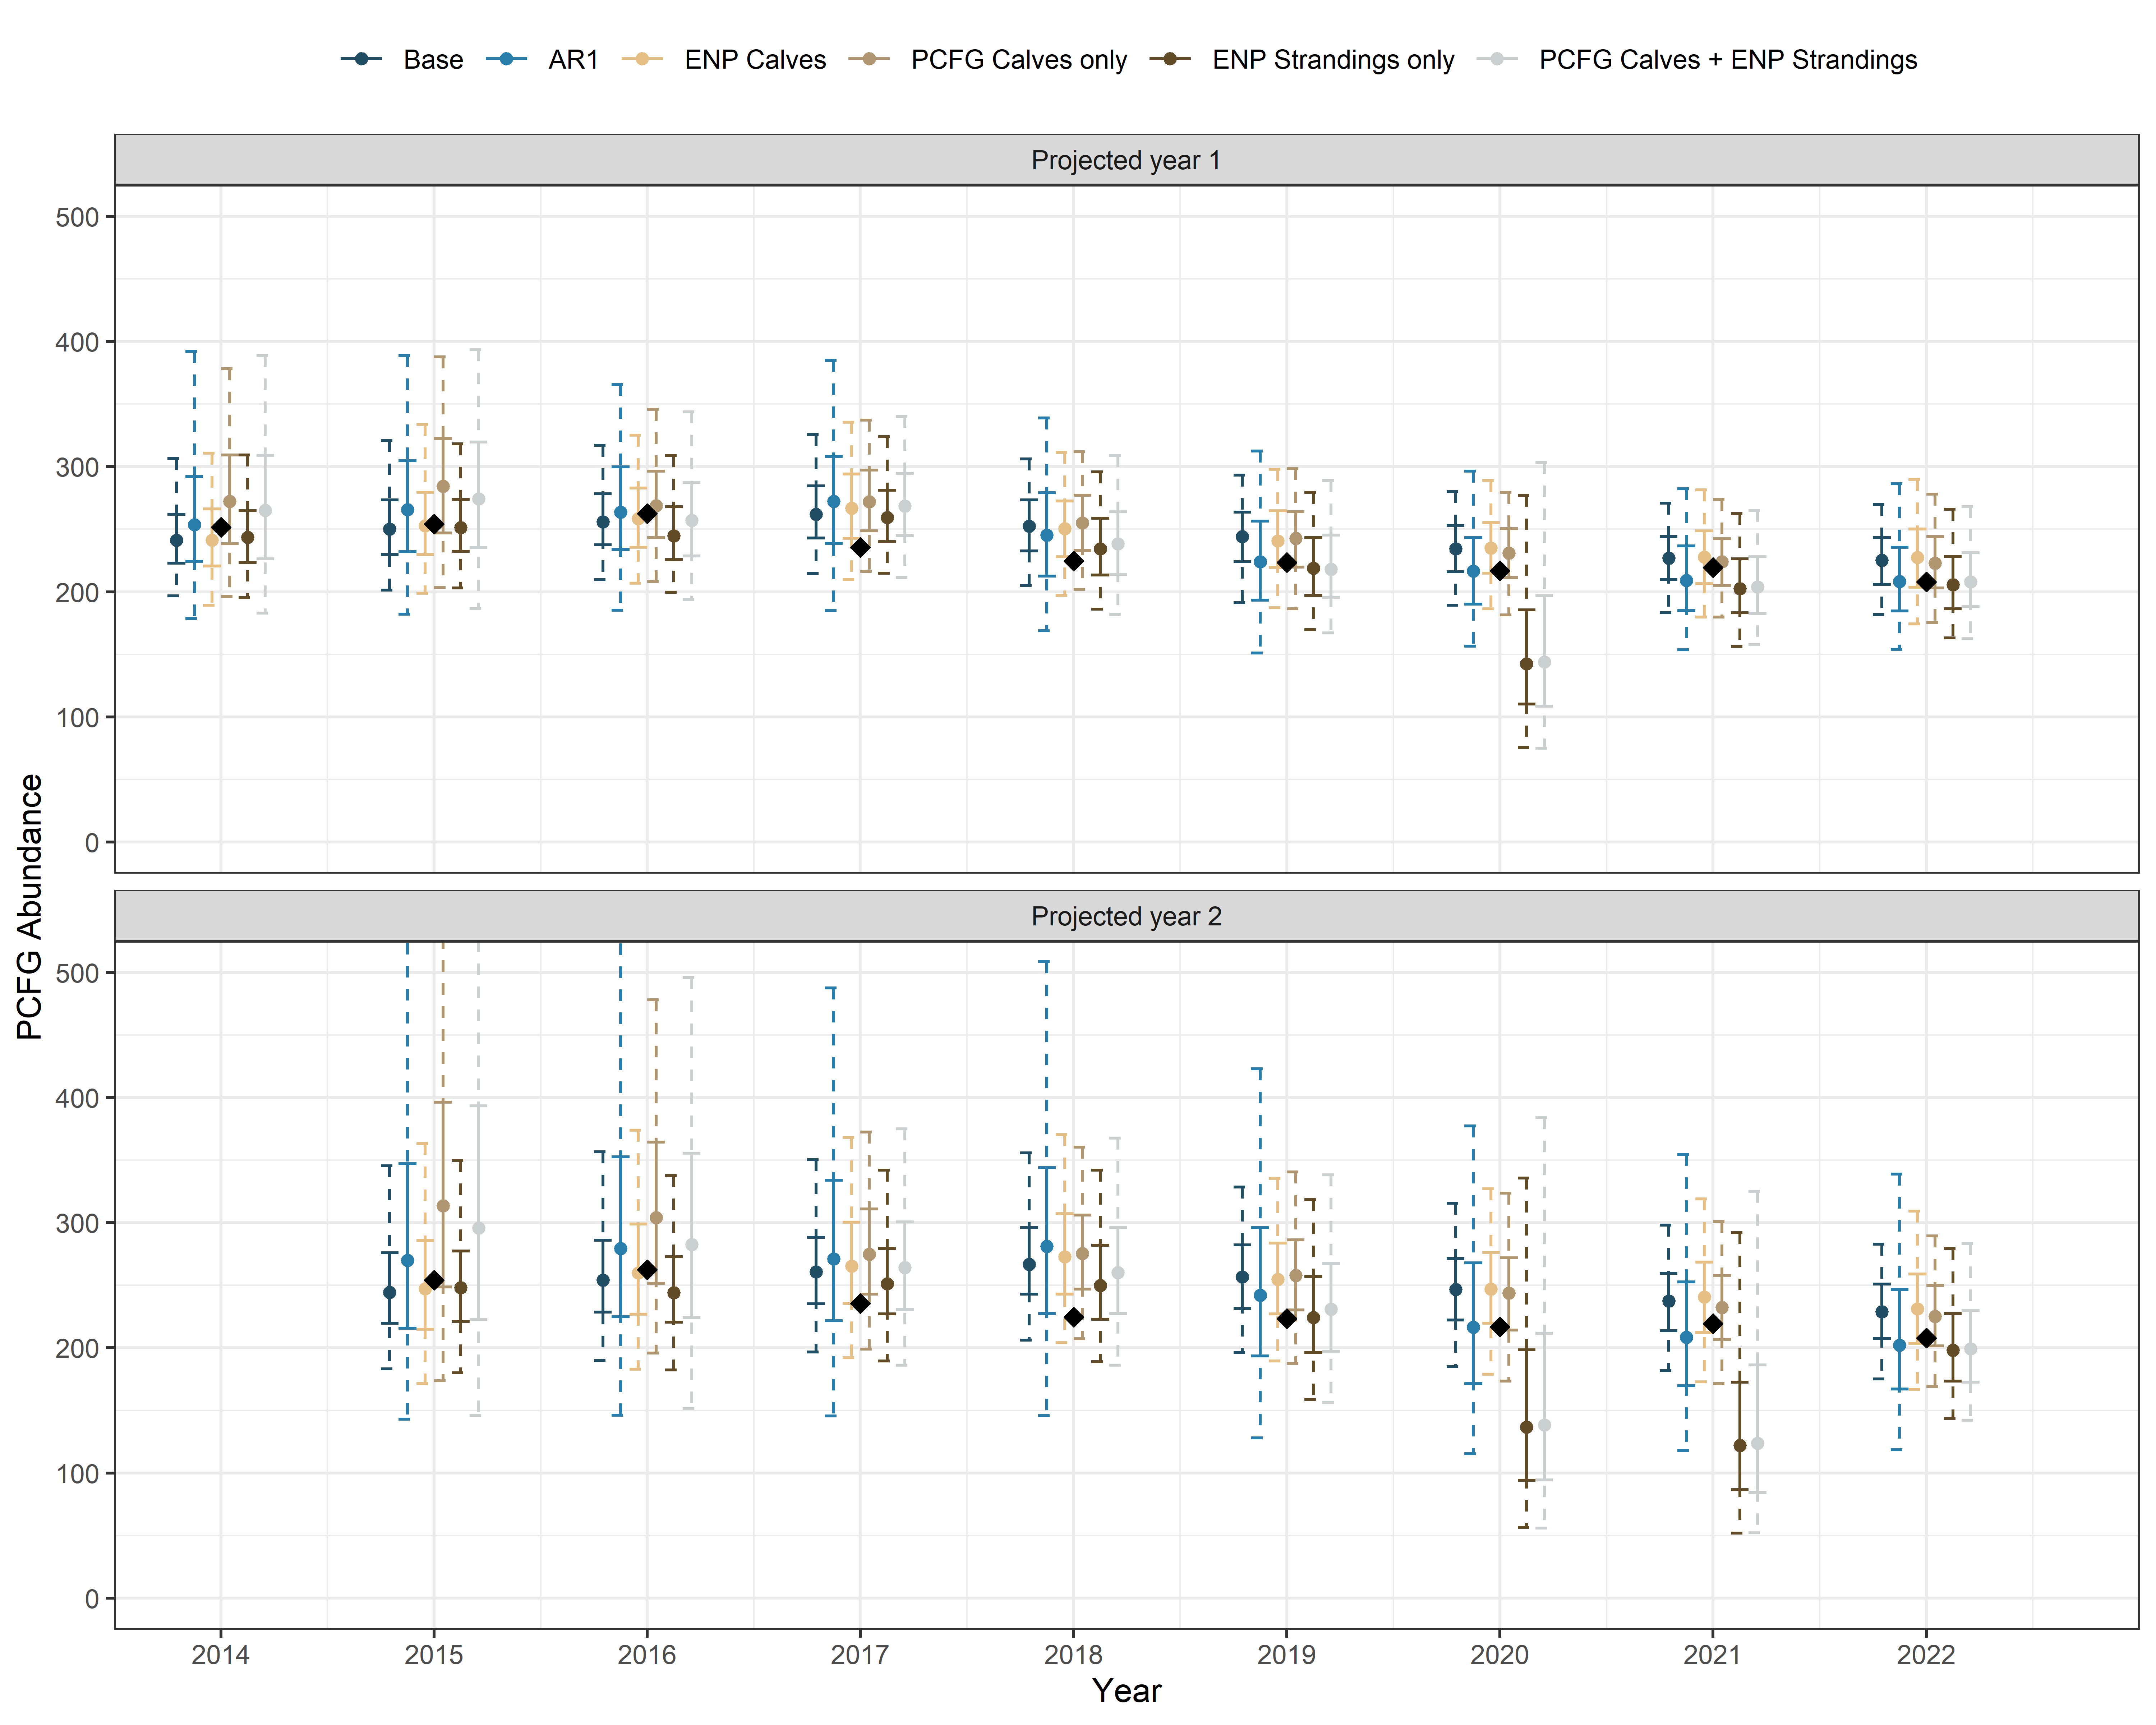 Base AR1 ENP Calves PCFG Calves only ENP Strandings only PCFG Calves + ENP Strandings
Projected year 1
500
400
300
200
100
0
PCFG Abundance
Projected year 2
500
400
300
200
100
0
2014 2015 2016 2017 2018 2019 2020 2021 2022
Year